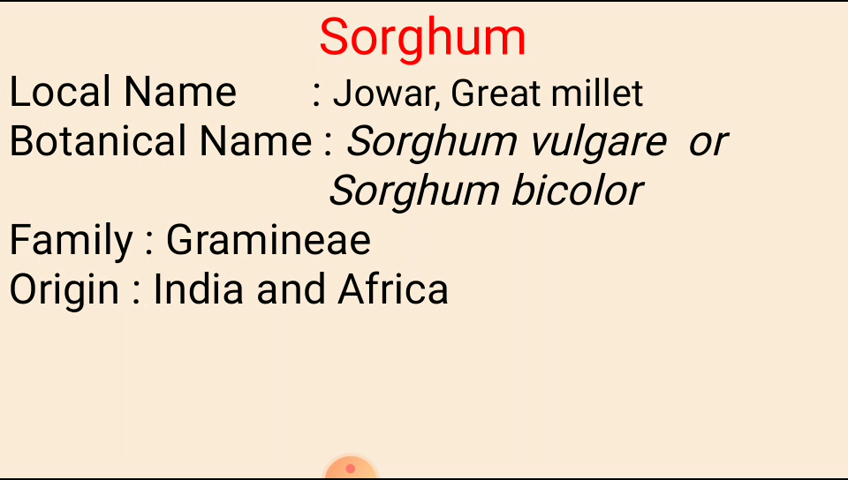 Sorghum
Local Name : Jowar, Great millet
Botanical Name : Sorghum vulgare or
Sorghum bicolor
Family : Gramineae
Origin : India and Africa